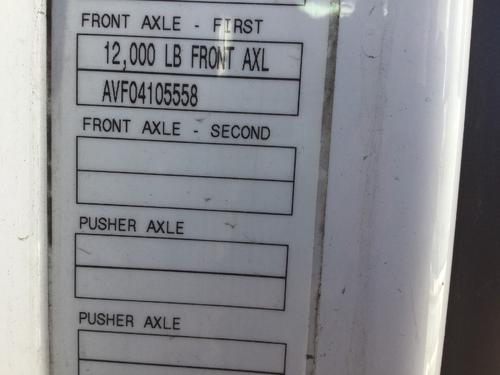 FRONT AXLE - FIRST
12,000 LB FRONT AXL
AVF04105558
FRONT AXLE - SECOND
PUSHER AXLE
PUSHER AXLE